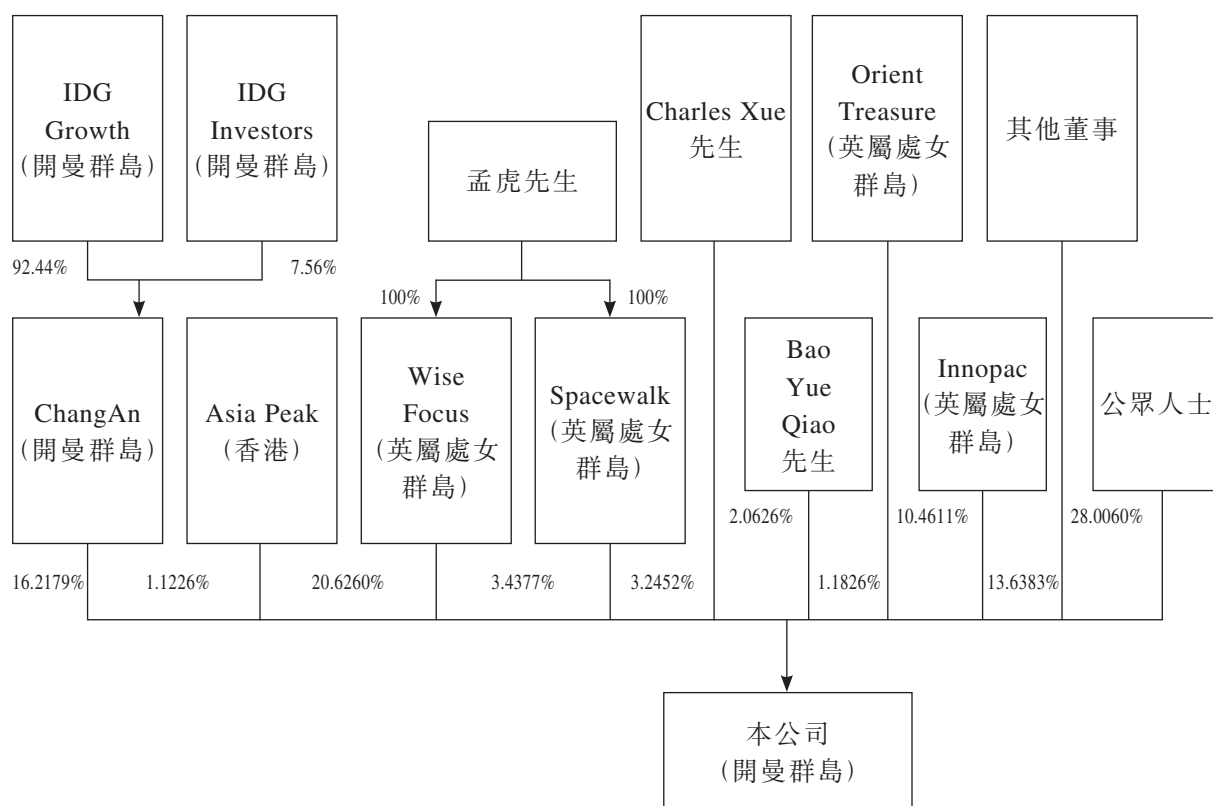 IDG
Growth
(開曼群島)
IDG
Investors
(開曼群島)
孟虎先生
Charles Xue
先生
Orient
Treasure
(英屬處女
群島)
其他董事
92.44%
7.56%
100%
100%
ChangAn
(開曼群島)
Asia Peak
(香港)
Wise
Focus
(英屬處女
群島)
Spacewalk
(英屬處女
群島)
Bao
Yue
Qiao
先生
Innopac
(英屬處女
群島)
公眾人士
2.0626%
10.4611%
28.0060%
16.2179%
1.1226%
20.6260%
3.4377%
3.2452%
1.1826%
13.6383%
本公司
(開曼群島)